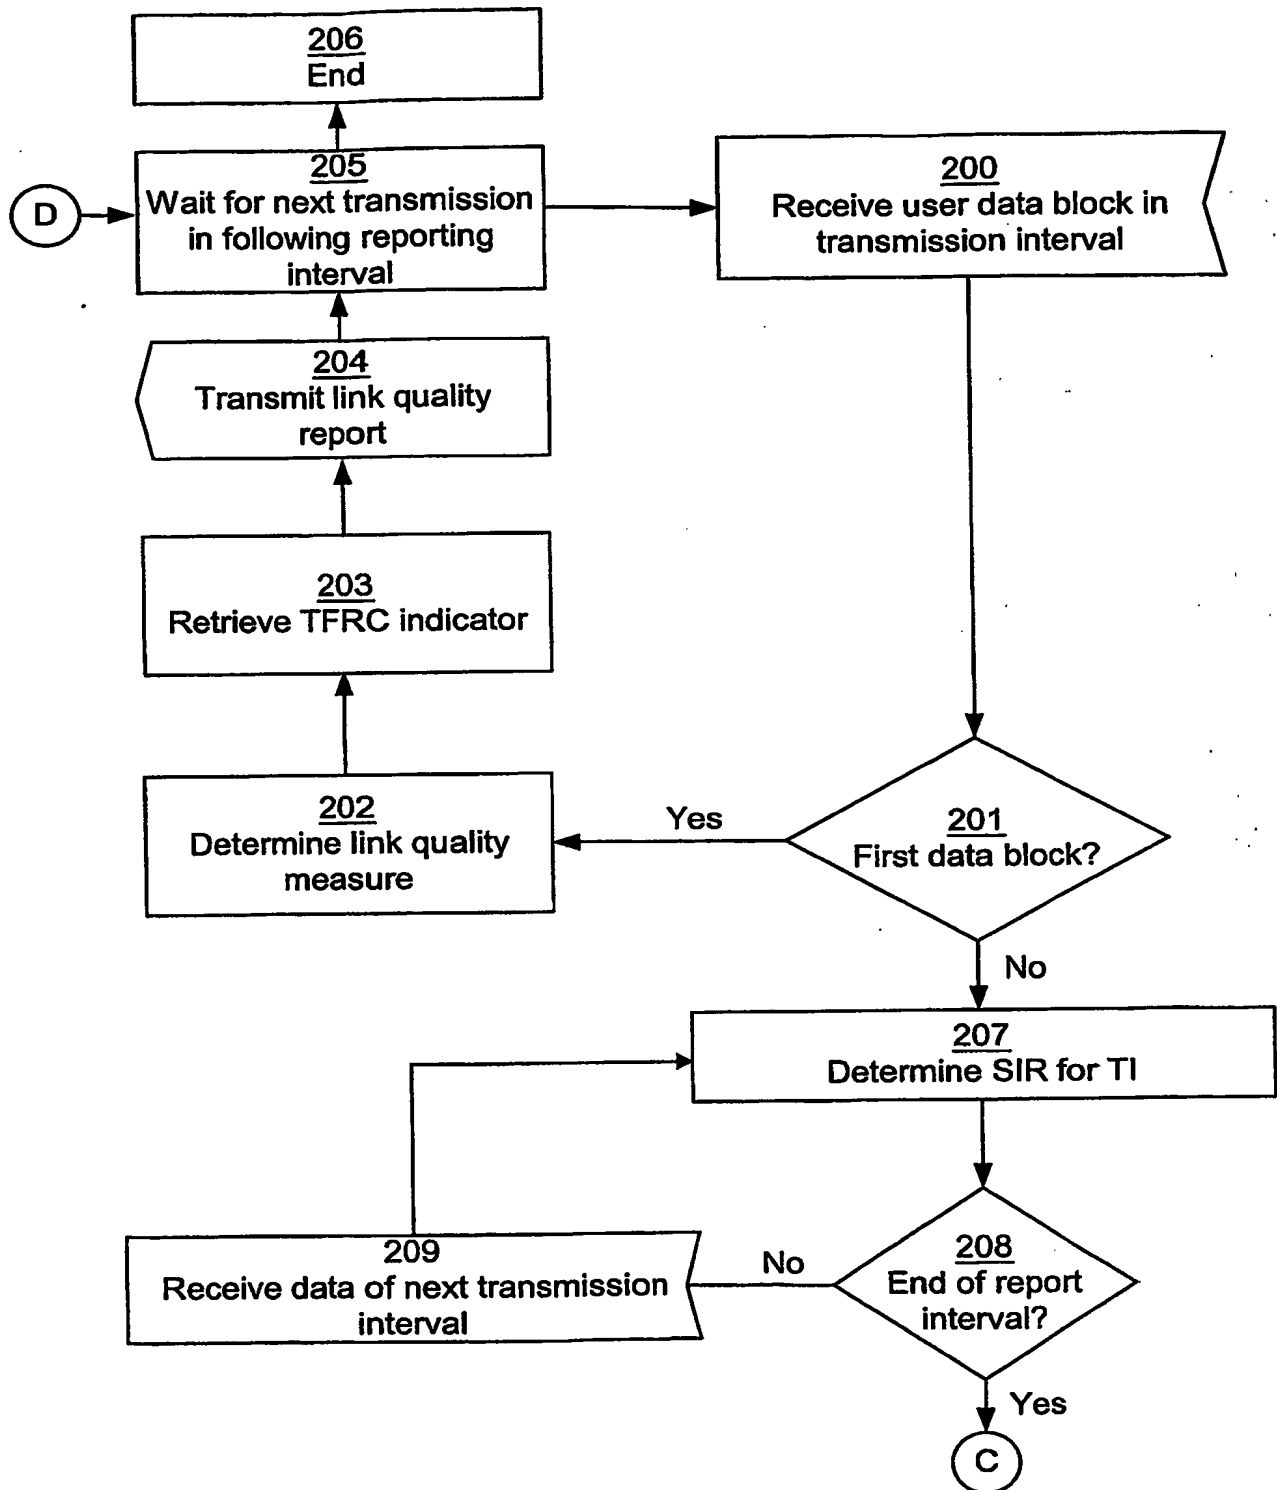 206
End
205
Wait for next transmission
in following reporting
interval
D
200
Receive user data block in
transmission interval
204
Transmit link quality
report
203
Retrieve TFRC indicator
202
Determine link quality
measure
Yes
201
First data block?
No
207
Determine SIR for TI
209
Receive data of next transmission
interval
No
208
End of report
interval?
Yes
C